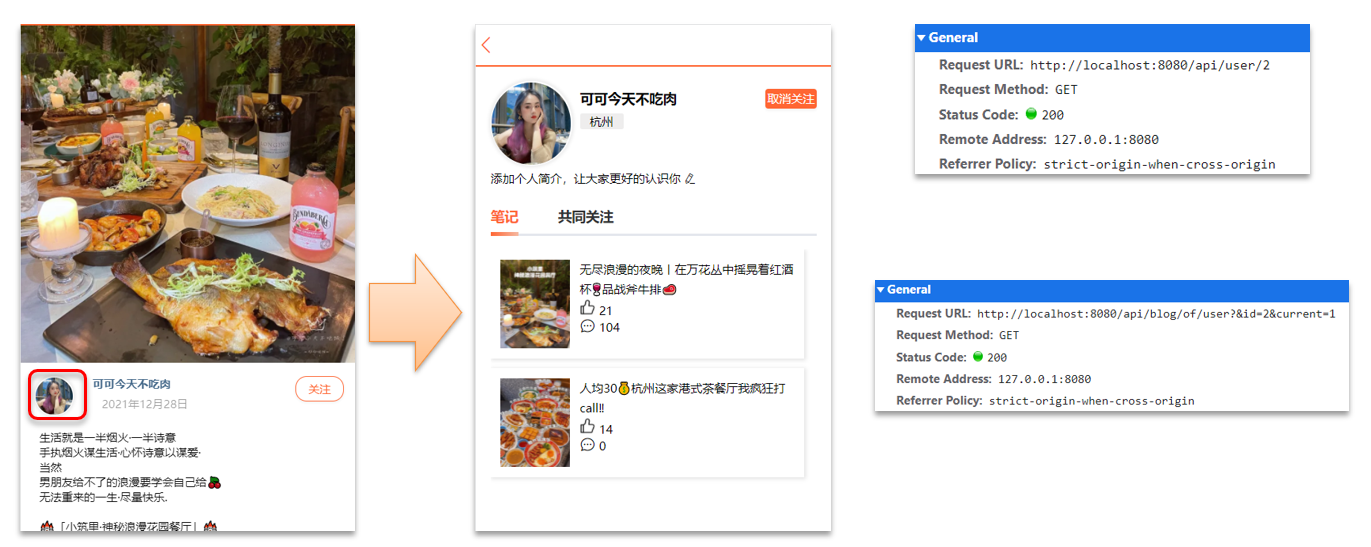 可可今天不吃肉
2021年12月28日
关注
生活就是一半烟火·一半诗意
手执烟火谋生活·心怀诗意以谋爱·
当然
男朋友给不了的浪漫要学会自己给🍒
无法重来的一生·尽量快乐.
🔥「小筑里·神秘浪漫花园餐厅」🔥
可可今天不吃肉
取消关注
杭州
添加个人简介，让大家更好的认识你
笔记
共同关注
无尽浪漫的夜晚丨在万花丛中摇晃着红酒
杯🍷品战斧牛排🥩
21
104
人均30💰杭州这家港式茶餐厅我疯狂打
call‼
14
0
General
Request URL: http://localhost:8080/api/user/2
Request Method: GET
Status Code: 200
Remote Address: 127.0.0.1:8080
Referrer Policy: strict-origin-when-cross-origin
General
Request URL: http://localhost:8080/api/blog/of/user?&id=2&current=1
Request Method: GET
Status Code: 200
Remote Address: 127.0.0.1:8080
Referrer Policy: strict-origin-when-cross-origin